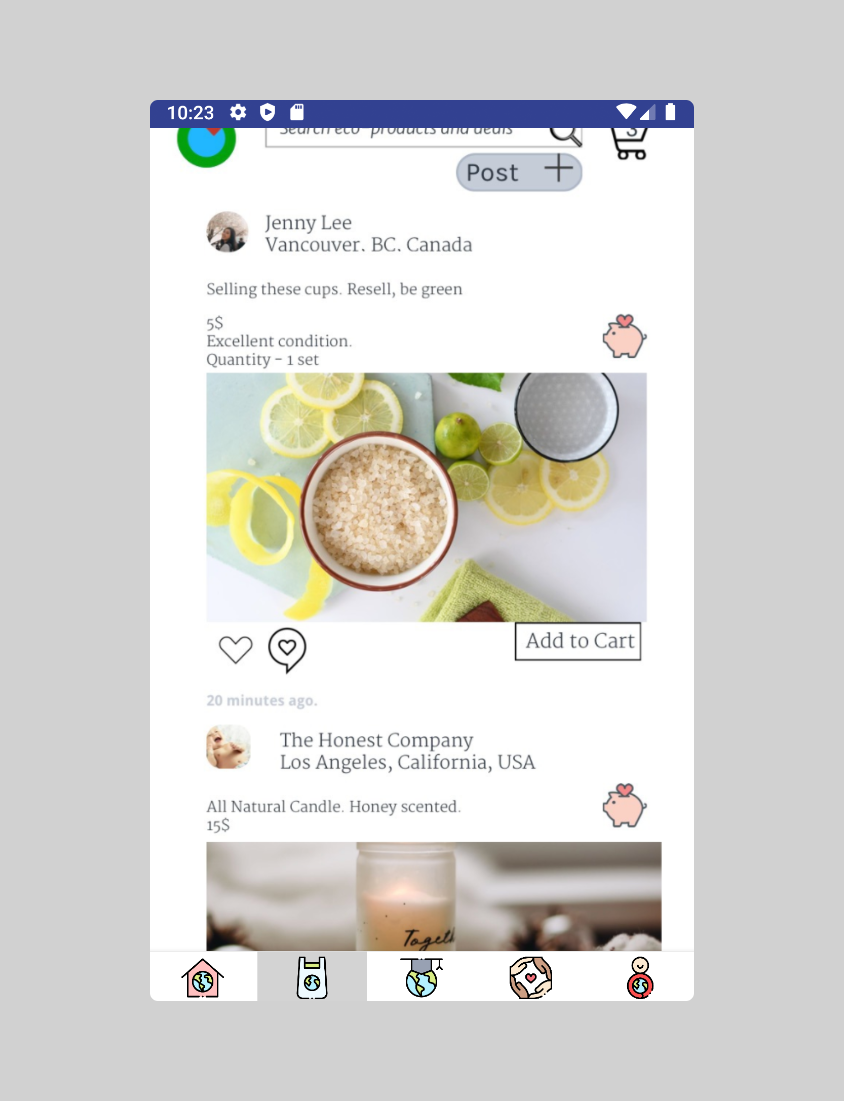 10:23
Search eco products and deals
3
Post
Jenny Lee
Vancouver. BC. Canada
Selling these cups. Resell, be green
5$
Excellent condition.
Quantity - 1 set
Add to Cart
20 minutes ago.
The Honest Company
Los Angeles, California, USA
All Natural Candle. Honey scented.
15$